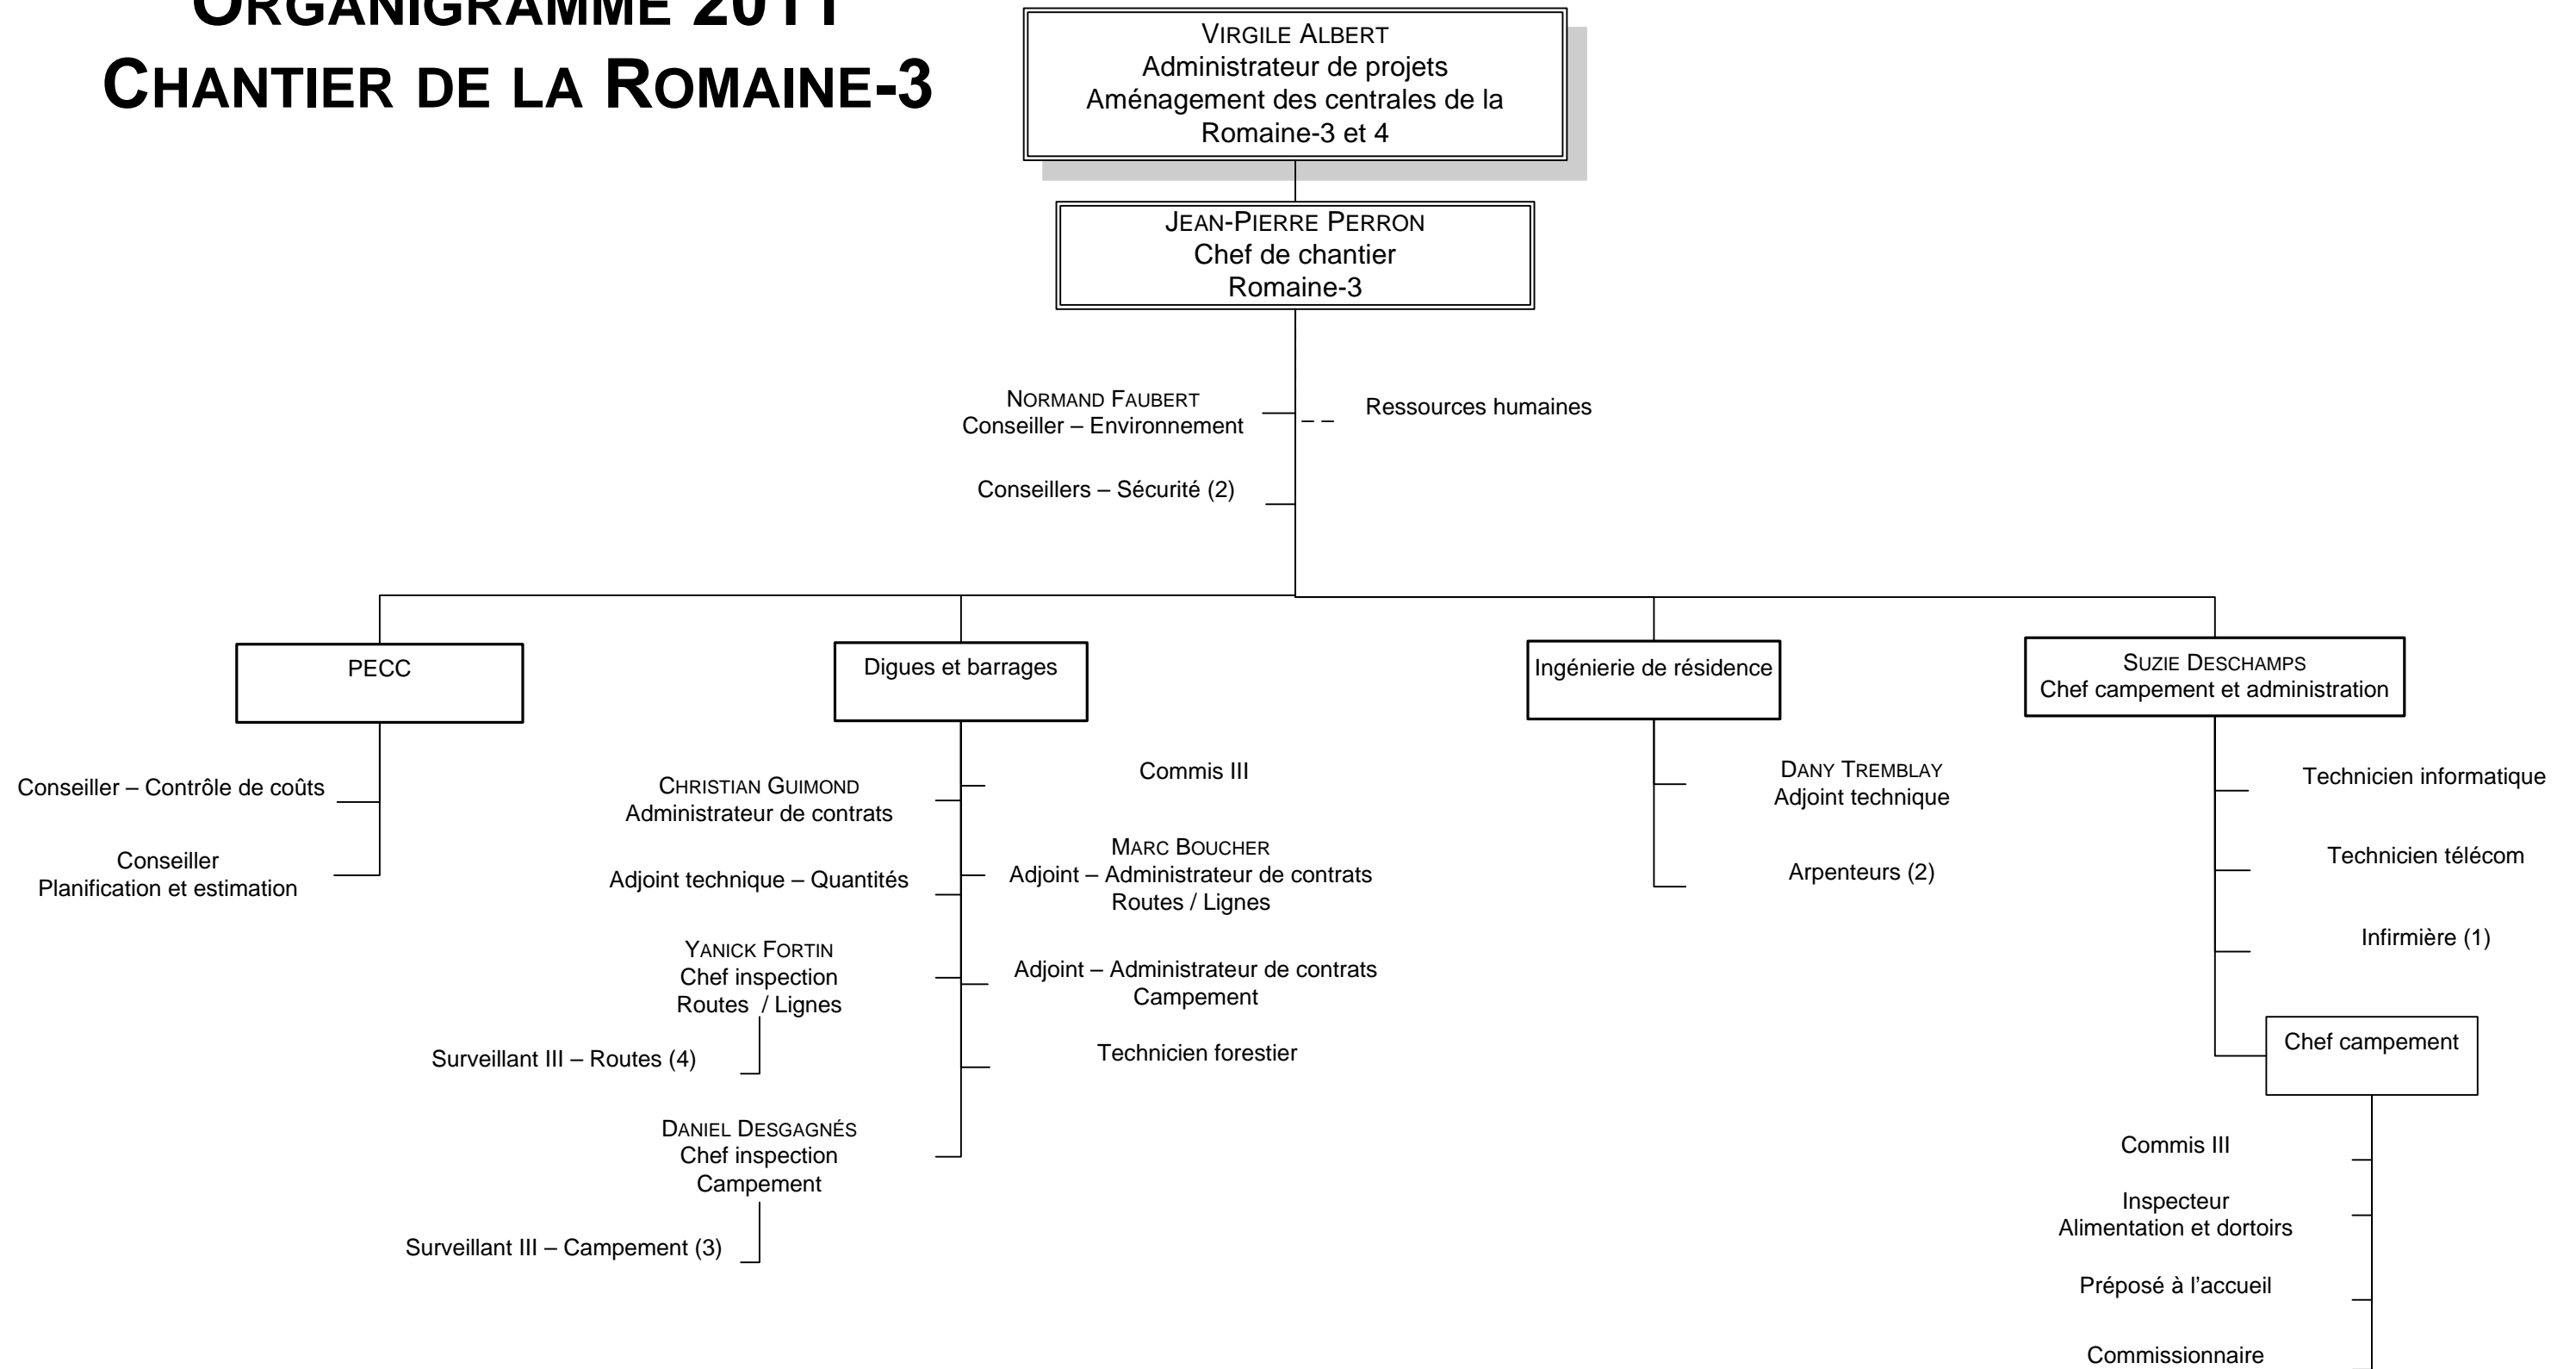 ORGANIGRAMME 2011
CHANTIER DE LA ROMAINE-3
VIRGILE ALBERT
Administrateur de projets
Aménagement des centrales de la
Romaine-3 et 4
JEAN-PIERRE PERRON
Chef de chantier
Romaine-3
NORMAND FAUBERT
Conseiller – Environnement
Ressources humaines
Conseillers – Sécurité (2)
PECC
Conseiller – Contrôle de coûts
Conseiller
Planification et estimation
Digues et barrages
CHRISTIAN GUIMOND
Administrateur de contrats
Adjoint technique – Quantités
YANICK FORTIN
Chef inspection
Routes / Lignes
Surveillant III – Routes (4)
DANIEL DESGAGNÉS
Chef inspection
Campement
Surveillant III – Campement (3)
Commis III
MARC BOUCHER
Adjoint – Administrateur de contrats
Routes / Lignes
Adjoint – Administrateur de contrats
Campement
Technicien forestier
Ingénierie de résidence
DANY TREMBLAY
Adjoint technique
Arpenteurs (2)
SUZIE DESCHAMPS
Chef campement et administration
Technicien informatique
Technicien télécom
Infirmière (1)
Chef campement
Commis III
Inspecteur
Alimentation et dortoirs
Préposé à l’accueil
Commissionnaire